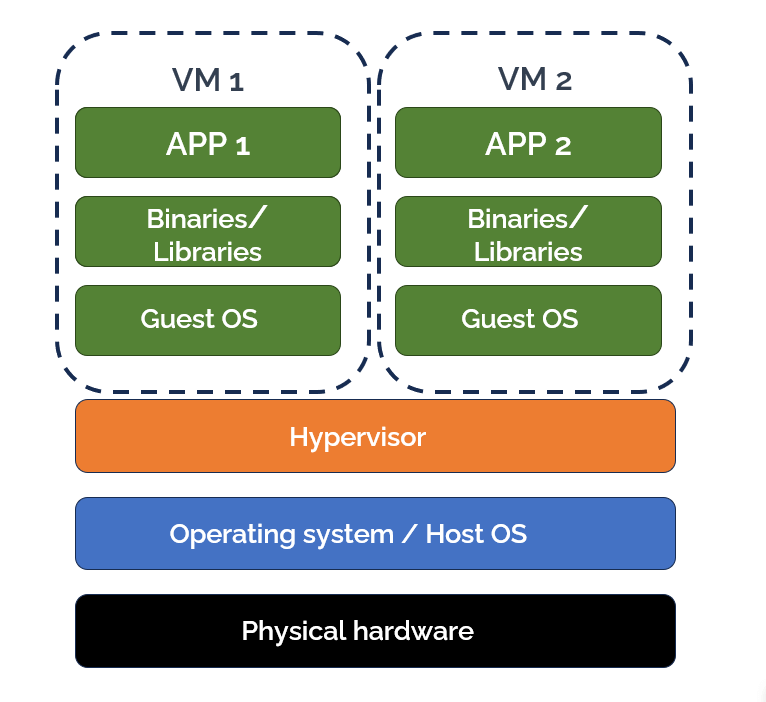 VM 1
APP 1
Binaries/
Libraries
Guest OS
VM 2
APP 2
Binaries/
Libraries
Guest OS
Hypervisor
Operating system / Host OS
Physical hardware